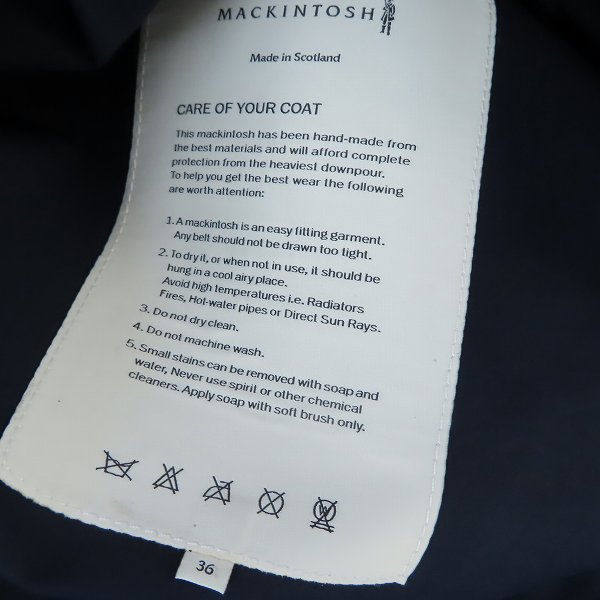 MACKINTOSH
Made in Scotland
CARE OF YOUR COAT
This mackintosh has been hand-made from
the best materials and will afford complete
protection from the heaviest downpour.
To help you get the best wear the following
are worth attention:
1. A mackintosh is an easy fitting garment.
Any belt should not be drawn too tight.
2. To dry it, or when not in use, it should be
hung in a cool airy place.
Avoid high temperatures i.e. Radiators
Fires, Hot-water pipes or Direct Sun Rays.
3. Do not dry clean.
4. Do not machine wash.
5. Small stains can be removed with soap and
water, Never use spirit or other chemical
cleaners. Apply soap with soft brush only.
W
36